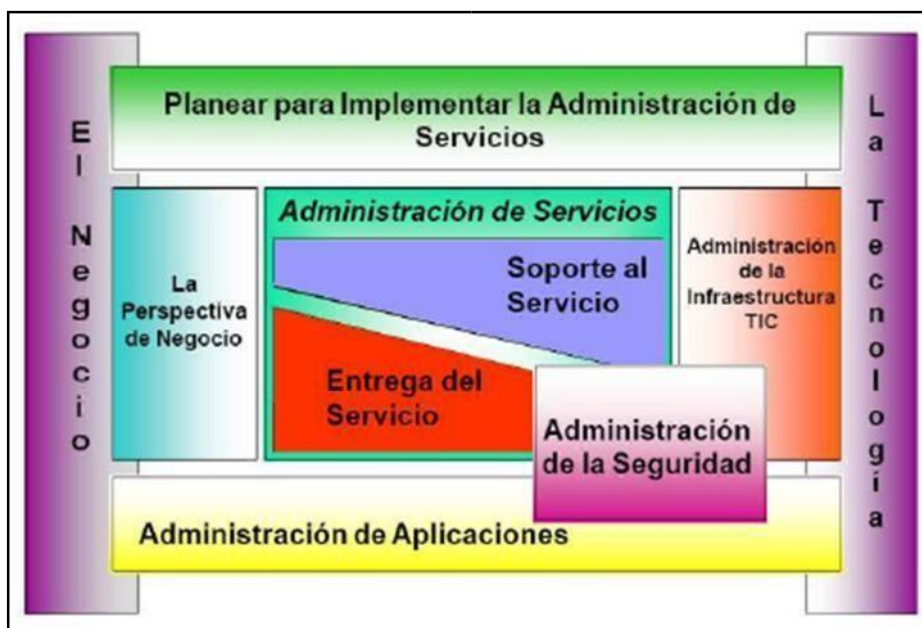 El Negocio
Planear para Implementar la Administración de
Servicios
La
Perspectiva
de Negocio
Administración de Servicios
Soporte al
Servicio
Entrega del
Servicio
Administración
de la
Infraestructura
TIC
Administración
de la Seguridad
Administración de Aplicaciones
La Tecnología